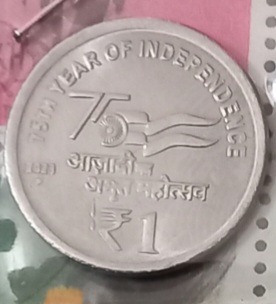 75TH YEAR OF INDEPENDENCE
75
आज़ादी का
अमृत महोत्सव
₹ 1